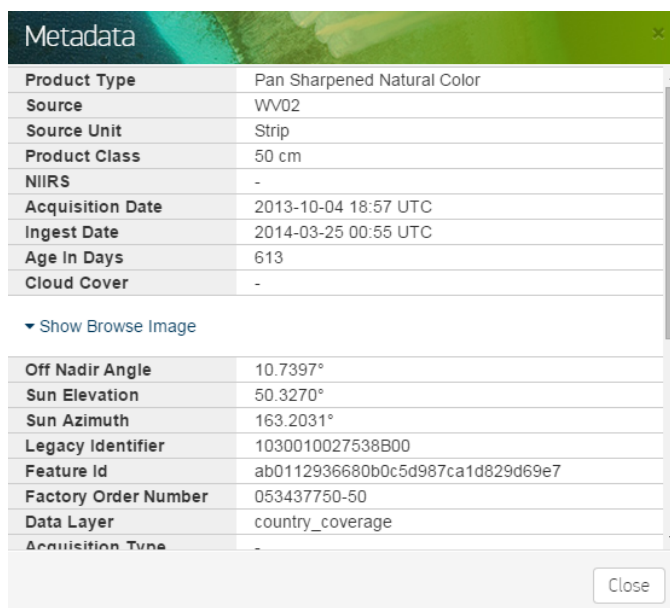 Metadata
×
Product Type Pan Sharpened Natural Color
Source WV02
Source Unit Strip
Product Class 50 cm
NIIRS -
Acquisition Date 2013-10-04 18:57 UTC
Ingest Date 2014-03-25 00:55 UTC
Age In Days 613
Cloud Cover -
Show Browse Image
Off Nadir Angle 10.7397°
Sun Elevation 50.3270°
Sun Azimuth 163.2031°
Legacy Identifier 1030010027538B00
Feature Id ab0112936680b0c5d987ca1d829d69e7
Factory Order Number 053437750-50
Data Layer country_coverage
Acquisition Type -
Close